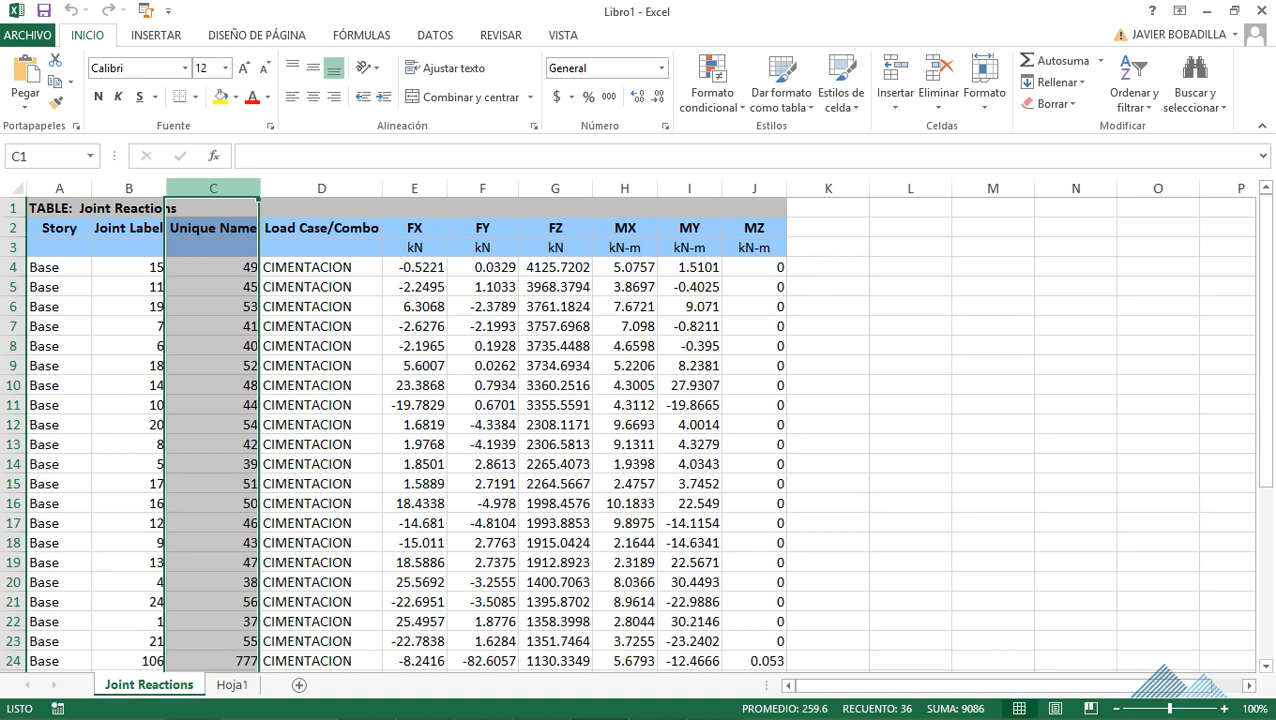 Libro1 - Excel
ARCHIVO INICIO INSERTAR DISEÑO DE PÁGINA FÓRMULAS DATOS REVISAR VISTA JAVIER BOBADILLA
Pegar
Calibri 12
N K S
Ajustar texto
Combinar y centrar
General
$ % 000
Formato condicional
Dar formato como tabla
Estilos de celda
Insertar Eliminar Formato
Autosuma
Rellenar
Borrar
Ordenar y filtrar
Buscar y seleccionar
Portapapeles Fuente Alineación Número Estilos Celdas Modificar
C1 fx
A B C D E F G H I J K L M N O P
1 TABLE: Joint Reactions
2 Story Joint Label Unique Name Load Case/Combo FX FY FZ MX MY MZ
3 kN kN kN kN-m kN-m kN-m
4 Base 15 49 CIMENTACION -0.5221 0.0329 4125.7202 5.0757 1.5101 0
5 Base 11 45 CIMENTACION -2.2495 1.1033 3968.3794 3.8697 -0.4025 0
6 Base 19 53 CIMENTACION 6.3068 -2.3789 3761.1824 7.6721 9.071 0
7 Base 7 41 CIMENTACION -2.6276 -2.1993 3757.6968 7.098 -0.8211 0
8 Base 6 40 CIMENTACION -2.1965 0.1928 3735.4488 4.6598 -0.395 0
9 Base 18 52 CIMENTACION 5.6007 0.0262 3734.6934 5.2206 8.2381 0
10 Base 14 48 CIMENTACION 23.3868 0.7934 3360.2516 4.3005 27.9307 0
11 Base 10 44 CIMENTACION -19.7829 0.6701 3355.5591 4.3112 -19.8665 0
12 Base 20 54 CIMENTACION 1.6819 -4.3384 2308.1171 9.6693 4.0014 0
13 Base 8 42 CIMENTACION 1.9768 -4.1939 2306.5813 9.1311 4.3279 0
14 Base 5 39 CIMENTACION 1.8501 2.8613 2265.4073 1.9398 4.0343 0
15 Base 17 51 CIMENTACION 1.5889 2.7191 2264.5667 2.4757 3.7452 0
16 Base 16 50 CIMENTACION 18.4338 -4.978 1998.4576 10.1833 22.549 0
17 Base 12 46 CIMENTACION -14.681 -4.8104 1993.8853 9.8975 -14.1154 0
18 Base 9 43 CIMENTACION -15.011 2.7763 1915.0424 2.1644 -14.6341 0
19 Base 13 47 CIMENTACION 18.5886 2.7375 1912.8923 2.3189 22.5671 0
20 Base 4 38 CIMENTACION 25.5692 -3.2555 1400.7063 8.0366 30.4493 0
21 Base 24 56 CIMENTACION -22.6951 -3.5085 1395.8702 8.9614 -22.9886 0
22 Base 1 37 CIMENTACION 25.4957 1.8776 1358.3998 2.8044 30.2146 0
23 Base 21 55 CIMENTACION -22.7838 1.6284 1351.7464 3.7255 -23.2402 0
24 Base 106 777 CIMENTACION -8.2416 -82.6057 1130.3349 5.6793 -12.4666 0.053
Joint Reactions Hoja1
LISTO PROMEDIO: 259.6 RECUENTO: 36 SUMA: 9086 100%